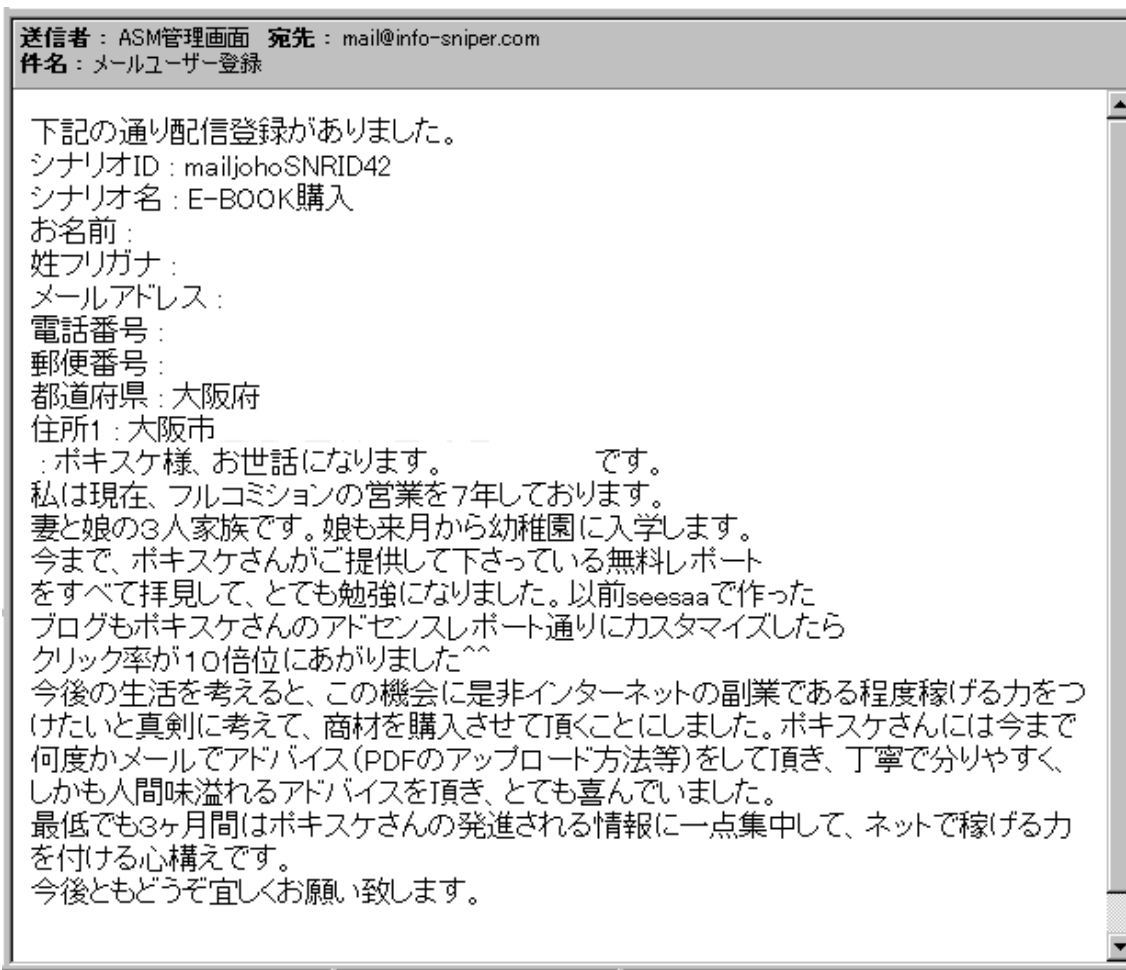 送信者： ASM管理画面  宛先： mail@info-sniper.com
件名： メールユーザー登録
下記の通り配信登録がありました。
シナリオID : mailjohoSNRID42
シナリオ名 : E-BOOK購入
お名前 :
姓フリガナ :
メールアドレス :
電話番号 :
郵便番号 :
都道府県 : 大阪府
住所1 : 大阪市
: ポキスケ様、お世話になります。 です。
私は現在、フルコミションの営業を7年しております。
妻と娘の3人家族です。娘も来月から幼稚園に入学します。
今まで、ポキスケさんがご提供して下さっている無料レポート
をすべて拝見して、とても勉強になりました。以前seesaaで作った
ブログもポキスケさんのアドセンスレポート通りにカスタマイズしたら
クリック率が10倍位にあがりました^^
今後の生活を考えると、この機会に是非インターネットの副業である程度稼げる力をつ
けたいと真剣に考えて、商材を購入させて頂くことにしました。ポキスケさんには今まで
何度かメールでアドバイス（PDFのアップロード方法等）をして頂き、丁寧で分りやすく、
しかも人間味溢れるアドバイスを頂き、とても喜んでいました。
最低でも3ヶ月間はポキスケさんの発進される情報に一点集中して、ネットで稼げる力
を付ける心構えです。
今後ともどうぞ宜しくお願い致します。